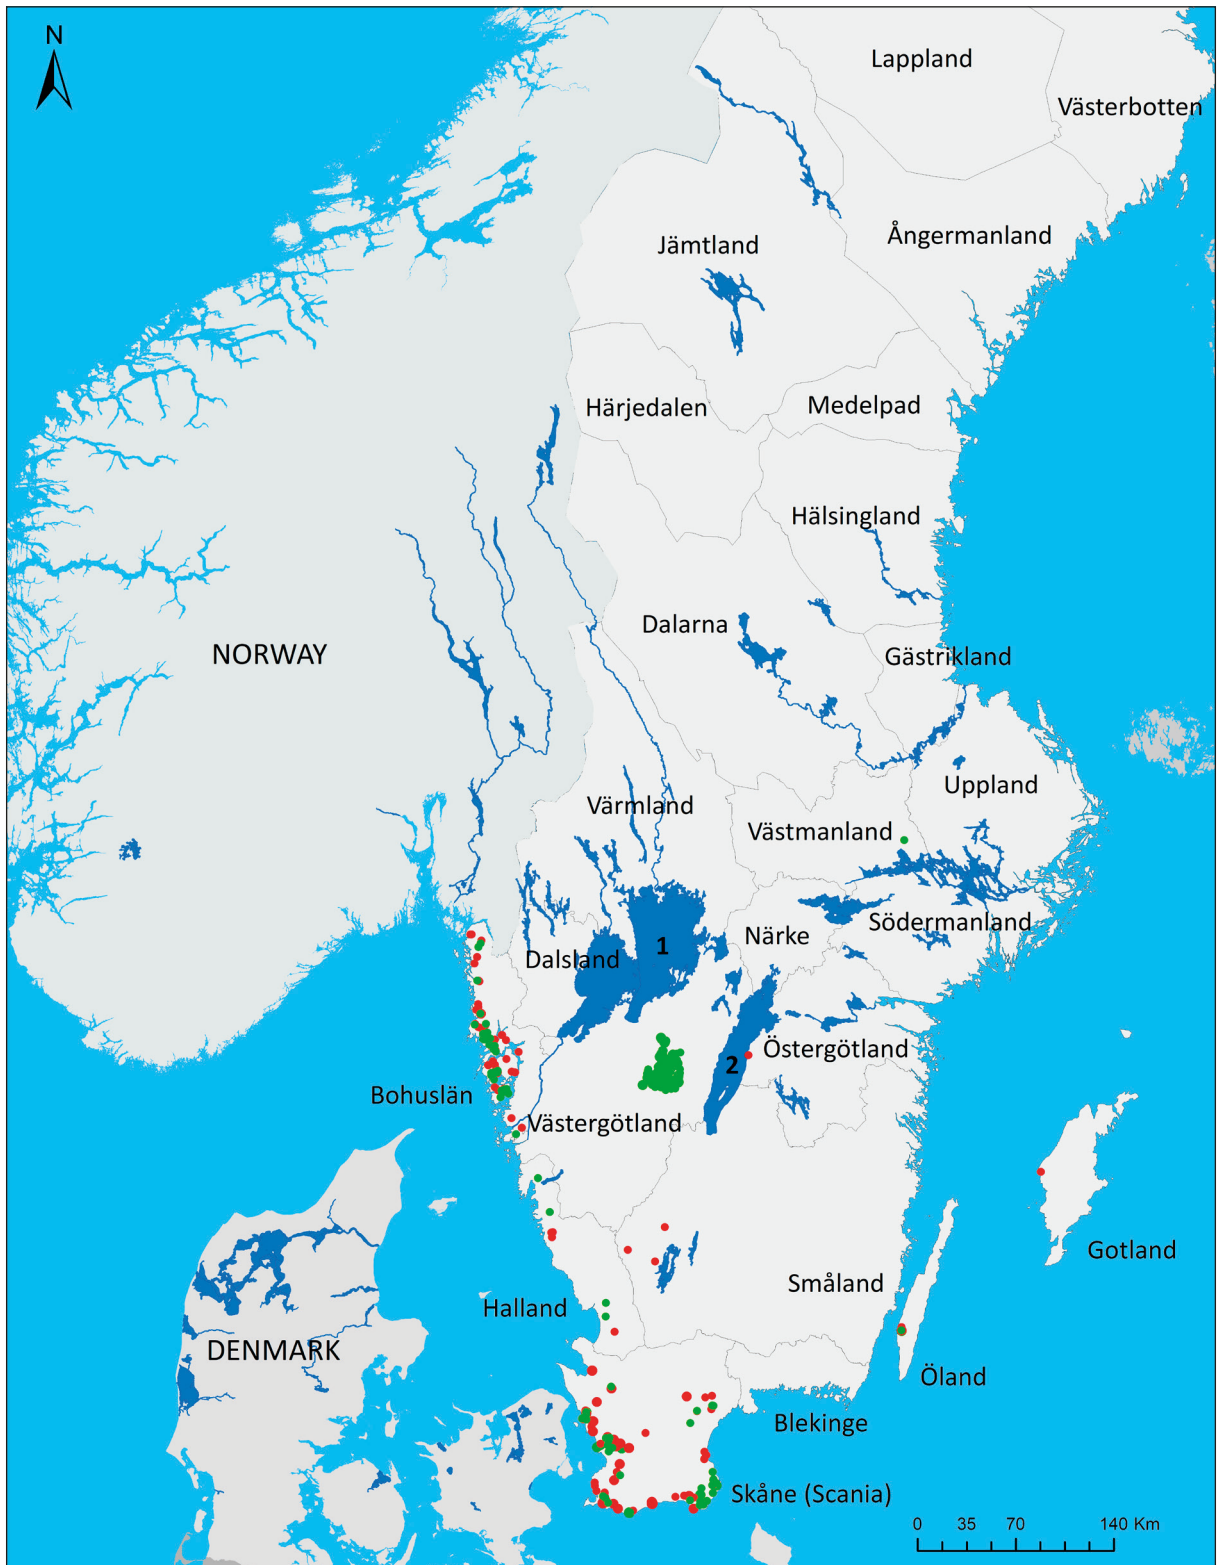 N
Lappland
Västerbotten
Ångermanland
Jämtland
Härjedalen
Medelpad
Hälsingland
Dalarna
NORWAY
Gästrikland
Uppland
Värmland
Västmanland
Södermanland
Närke
1
Dalsland
Östergötland
2
Bohuslän
Västergötland
Gotland
Småland
Halland
DENMARK
Öland
Blekinge
Skåne (Scania)
0 35 70 140 Km